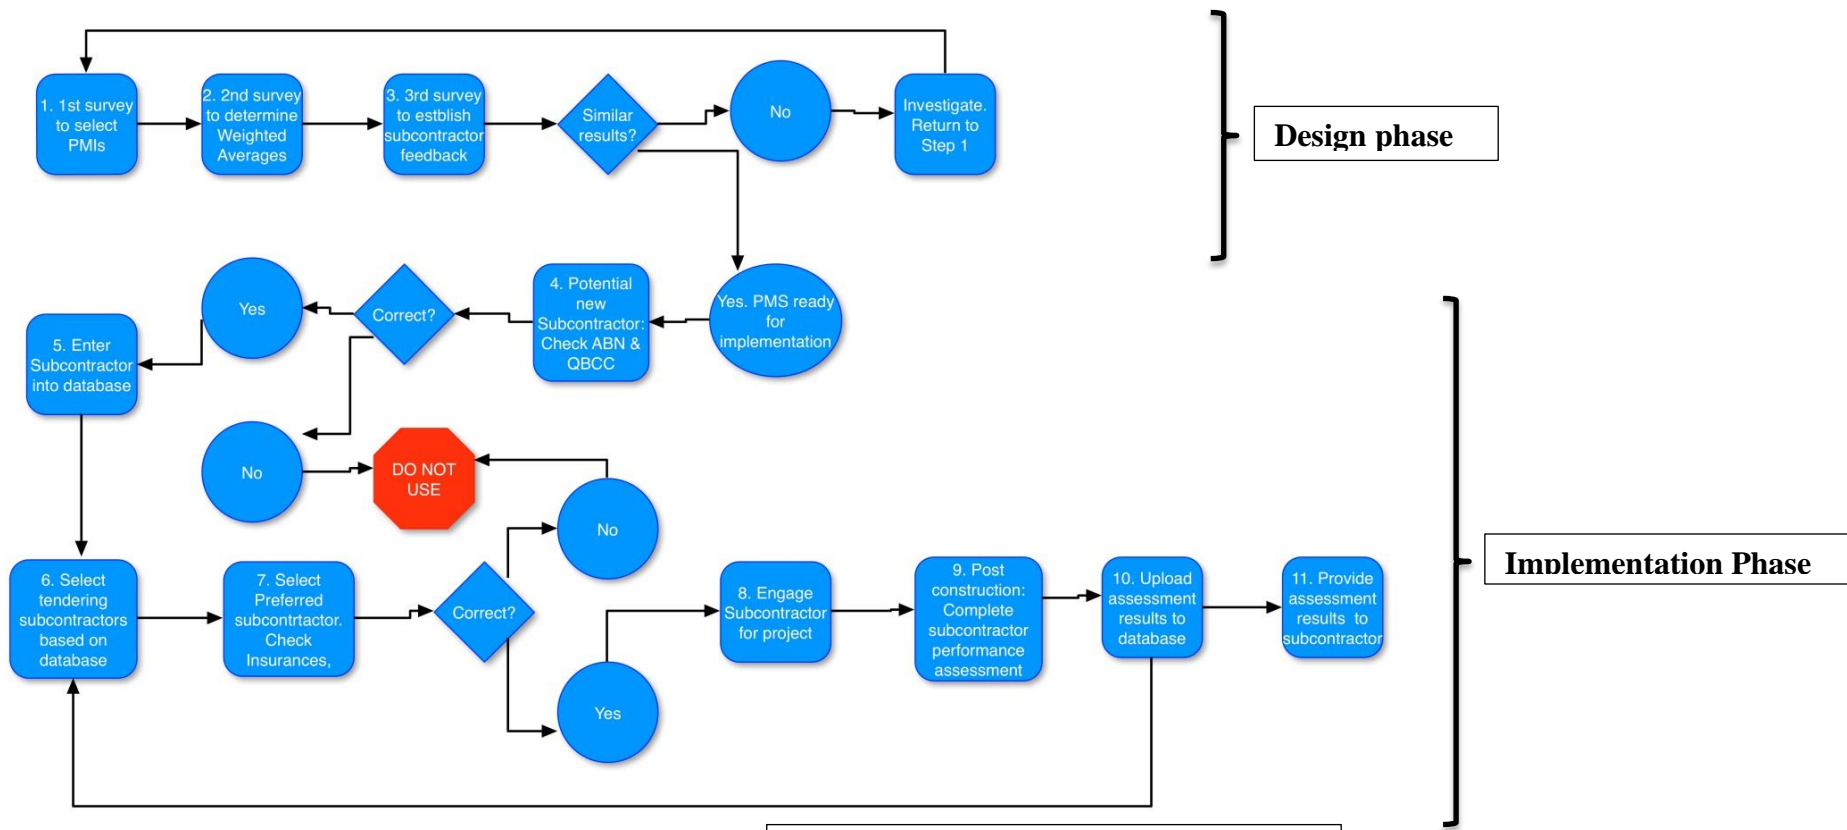 1. 1st survey
to select
PMIs
2. 2nd survey
to determine
Weighted
Averages
3. 3rd survey
to estblish
subcontractor
feedback
Similar
results?
No
Investigate.
Return to
Step 1
Design phase
Yes. PMS ready
for
implementation
4. Potential
new
Subcontractor:
Check ABN &
QBCC
Correct?
Yes
5. Enter
Subcontractor
into database
No
DO NOT
USE
6. Select
tendering
subcontractors
based on
database
7. Select
Preferred
subcontrtactor.
Check
Insurances,
Correct?
No
Yes
8. Engage
Subcontractor
for project
9. Post
construction:
Complete
subcontractor
performance
assessment
10. Upload
assessment
results to
database
11. Provide
assessment
results to
subcontractor
Implementation Phase